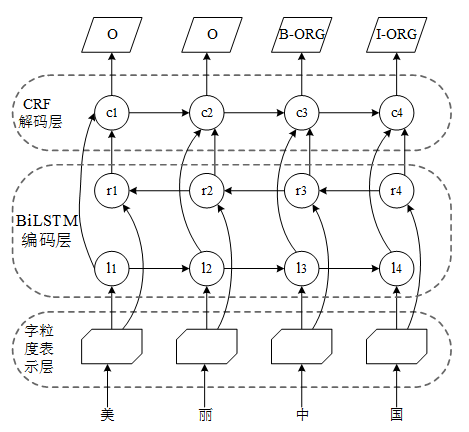 O O B-ORG I-ORG
CRF
解码层
c1 c2 c3 c4
r1 r2 r3 r4
BiLSTM
编码层
l1 l2 l3 l4
字粒
度表
示层
美 丽 中 国